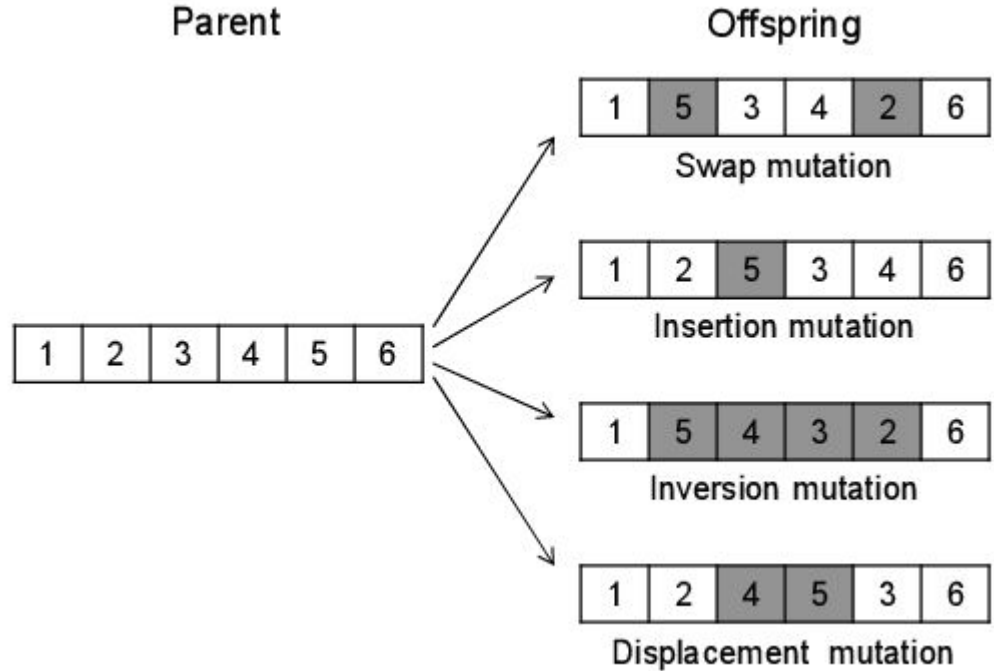 Parent
Offspring
1 5 3 4 2 6
Swap mutation
1 2 5 3 4 6
Insertion mutation
1 2 3 4 5 6
1 5 4 3 2 6
Inversion mutation
1 2 4 5 3 6
Displacement mutation